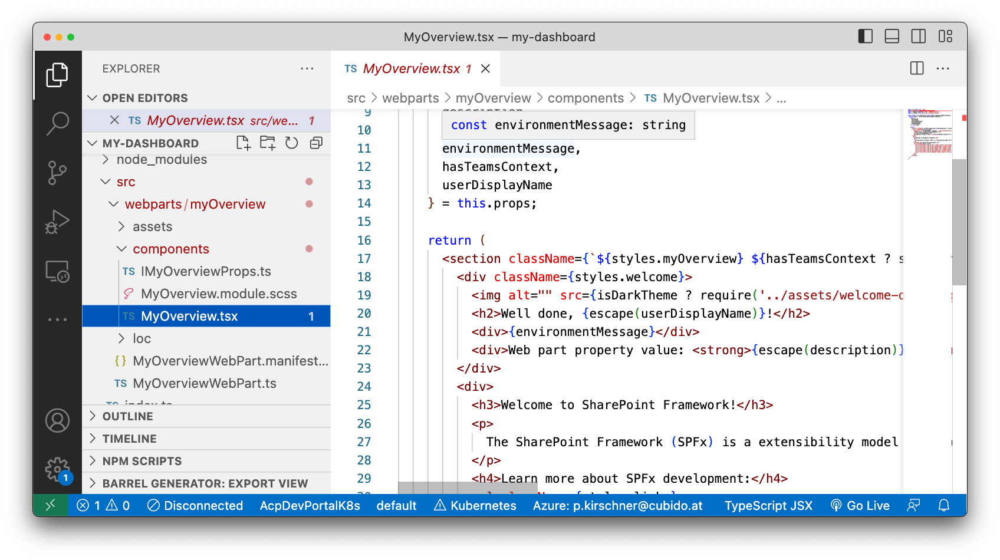 MyOverview.tsx — my-dashboard
EXPLORER
OPEN EDITORS
TS MyOverview.tsx src/we... 1
MY-DASHBOARD
node_modules
src
webparts / myOverview
assets
components
TS IMyOverviewProps.ts
MyOverview.module.scss
TS MyOverview.tsx 1
loc
{} MyOverviewWebPart.manifest...
TS MyOverviewWebPart.ts
TS index.ts
OUTLINE
TIMELINE
NPM SCRIPTS
BARREL GENERATOR: EXPORT VIEW
1
TS MyOverview.tsx 1
src > webparts > myOverview > components > TS MyOverview.tsx > ...
9 description,
const environmentMessage: string
10
11 environmentMessage,
12 hasTeamsContext,
13 userDisplayName
14 } = this.props;
15
16 return (
17 <section className={`${styles.myOverview} ${hasTeamsContext ? s
18 <div className={styles.welcome}>
19 <img alt="" src={isDarkTheme ? require('../assets/welcome-d
20 <h2>Well done, {escape(userDisplayName)}!</h2>
21 <div>{environmentMessage}</div>
22 <div>Web part property value: <strong>{escape(description)}
23 </div>
24 <div>
25 <h3>Welcome to SharePoint Framework!</h3>
26 <p>
27 The SharePoint Framework (SPFx) is a extensibility model
28 </p>
29 <h4>Learn more about SPFx development:</h4>
1 0 Disconnected AcpDevPortalK8s default Kubernetes Azure: p.kirschner@cubido.at TypeScript JSX Go Live